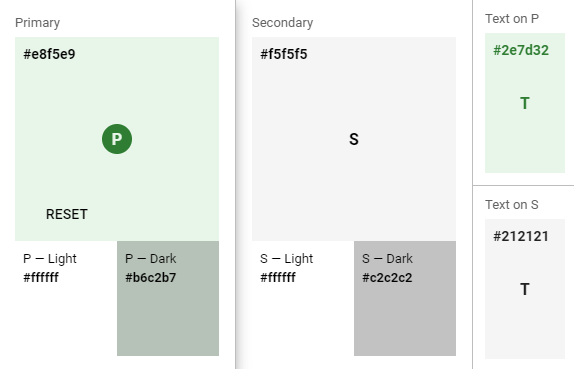 Primary
#e8f5e9
P
RESET
P — Light
#ffffff
P — Dark
#b6c2b7
Secondary
#f5f5f5
S
S — Light
#ffffff
S — Dark
#c2c2c2
Text on P
#2e7d32
T
Text on S
#212121
T